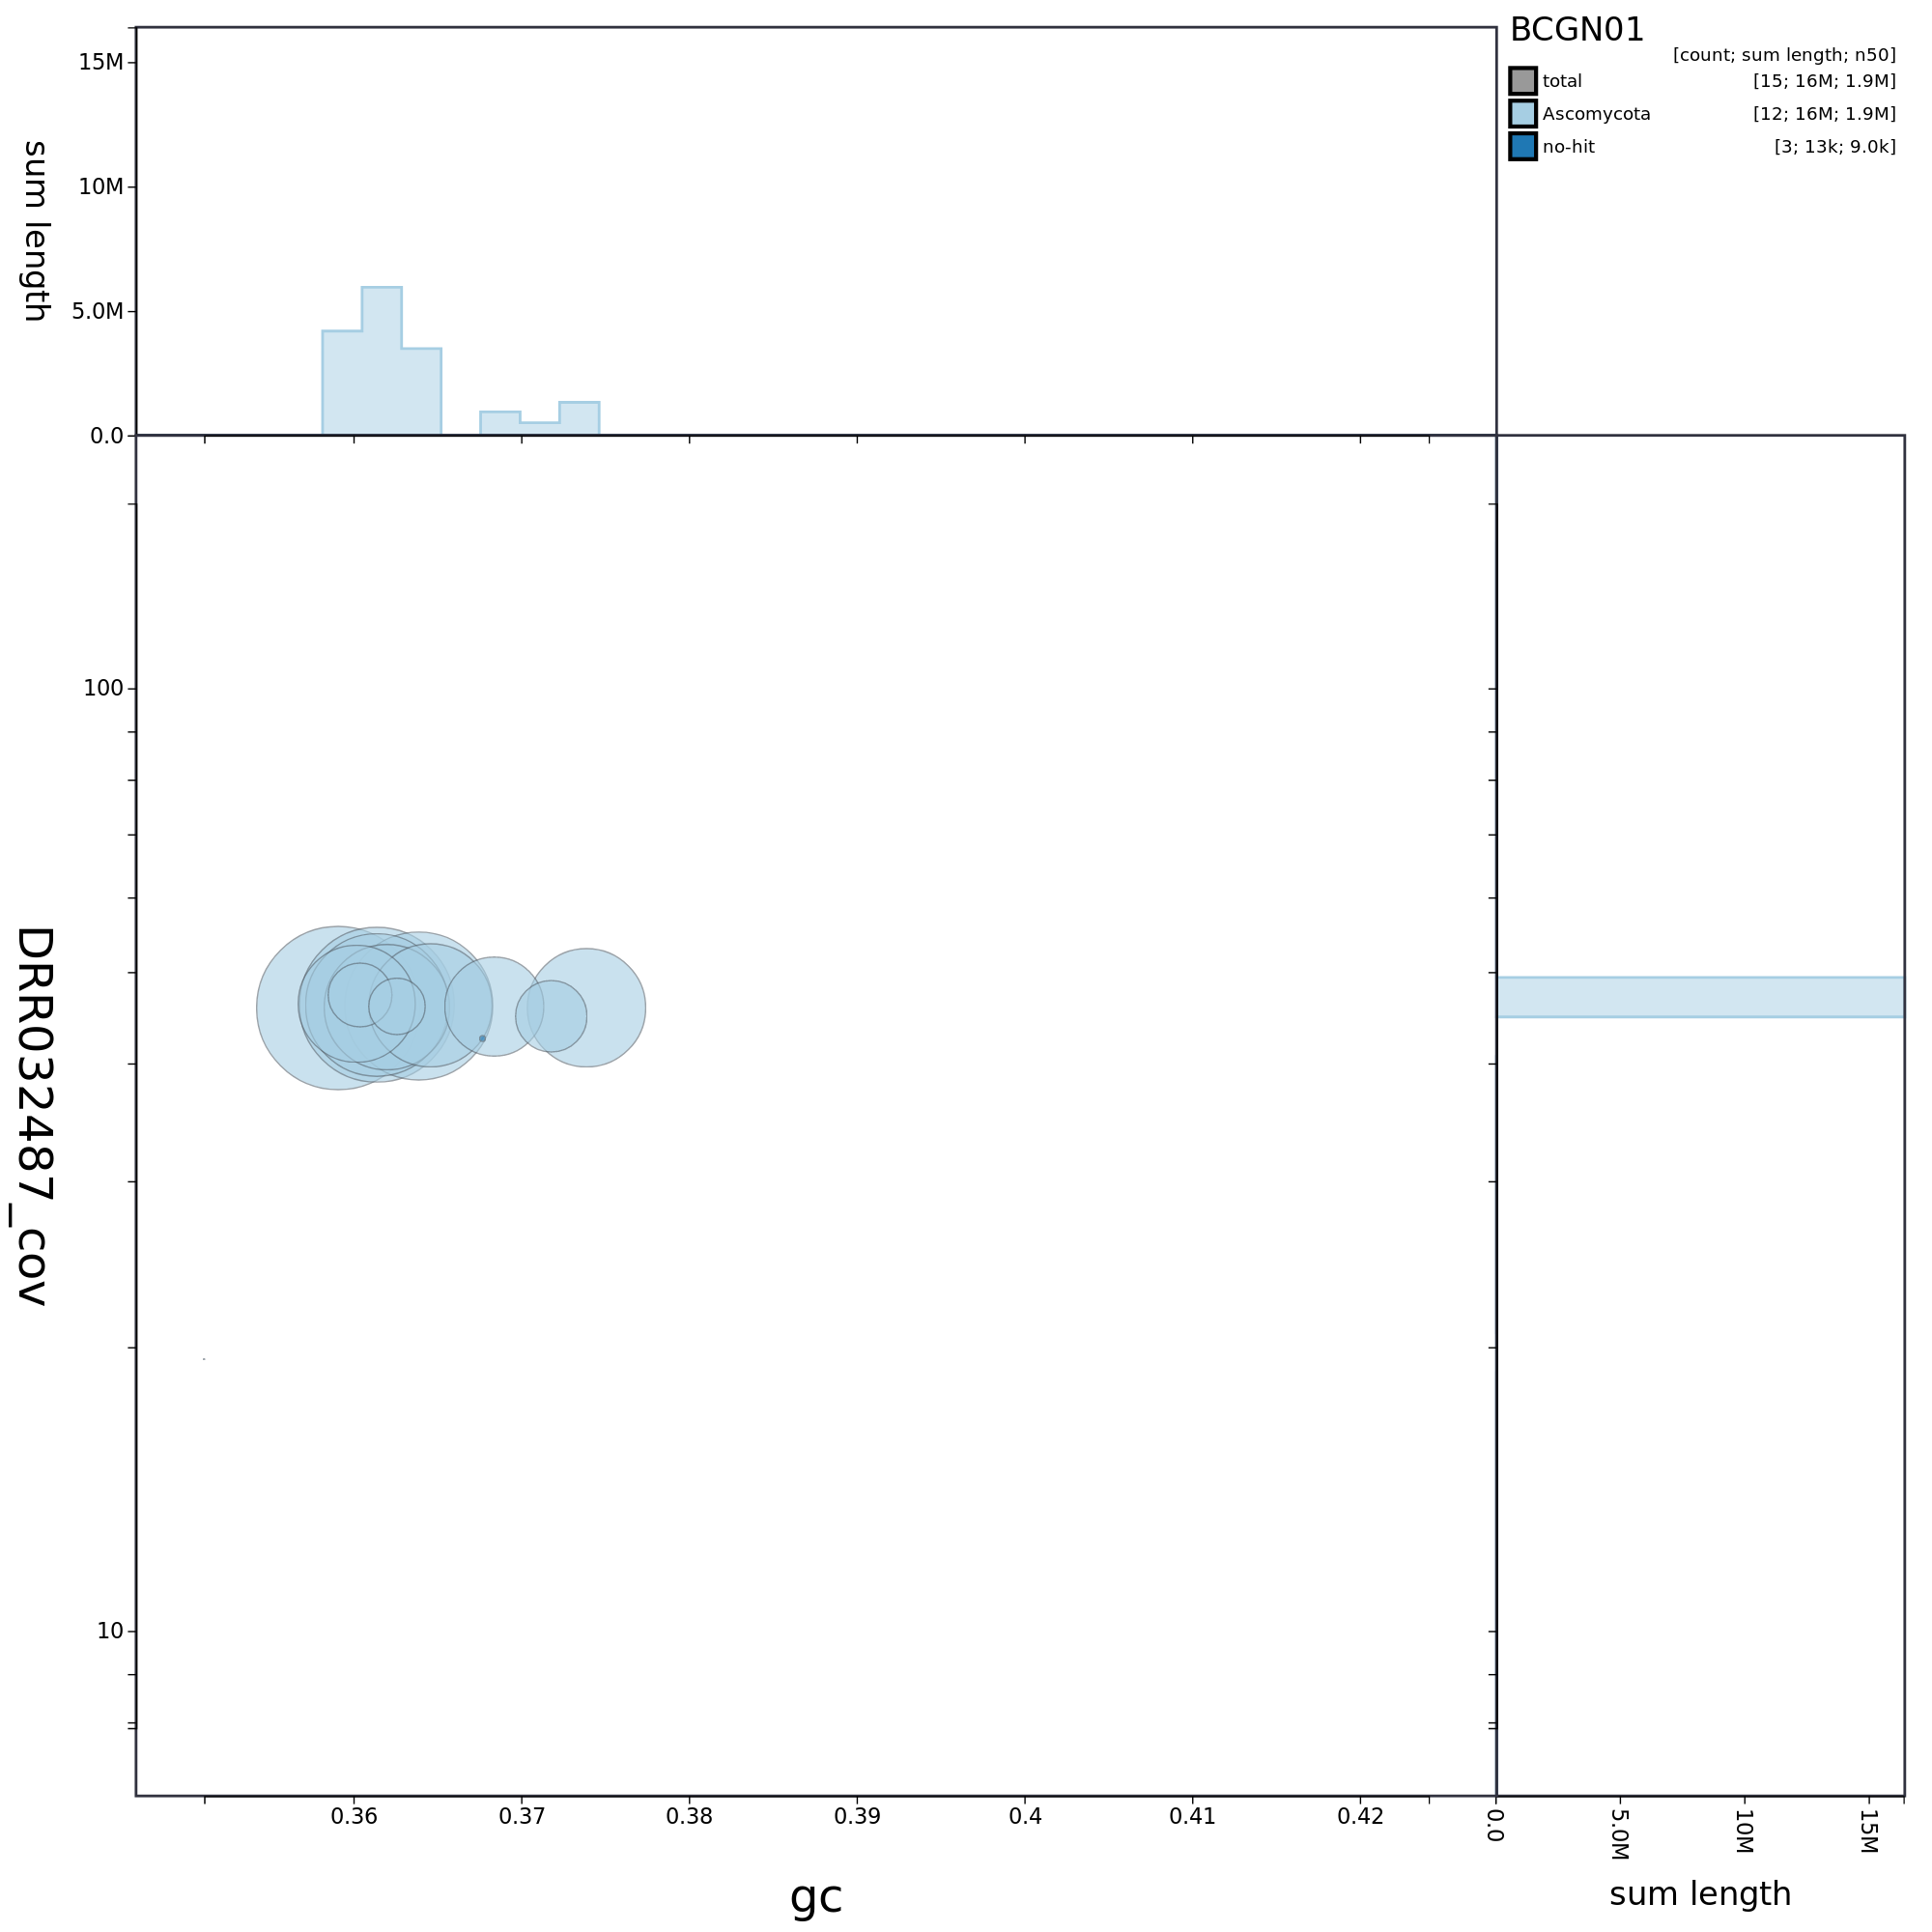 BCGN01
[count; sum length; n50]
total [15; 16M; 1.9M]
Ascomycota [12; 16M; 1.9M]
no-hit [3; 13k; 9.0k]
sum length
15M
10M
5.0M
0.0
DRR032487_cov
100
10
0.36 0.37 0.38 0.39 0.4 0.41 0.42
gc
0.0 5.0M 10M 15M
sum length